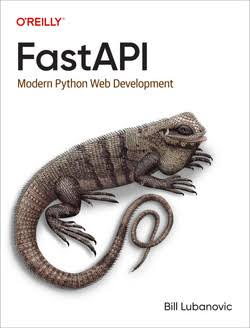 O'REILLY®
FastAPI
Modern Python Web Development
Bill Lubanovic